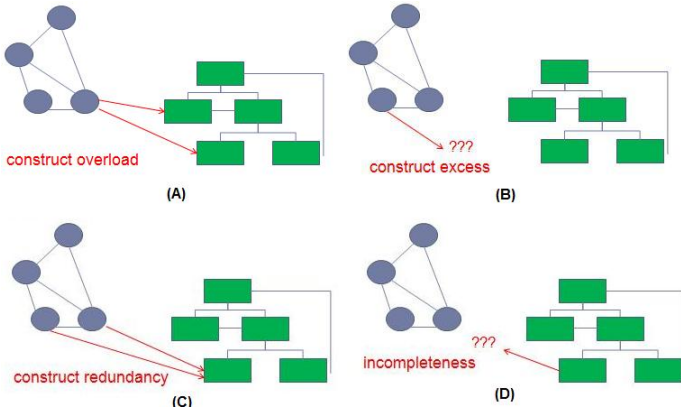 construct overload
(A)
???
construct excess
(B)
construct redundancy
(C)
???
incompleteness
(D)